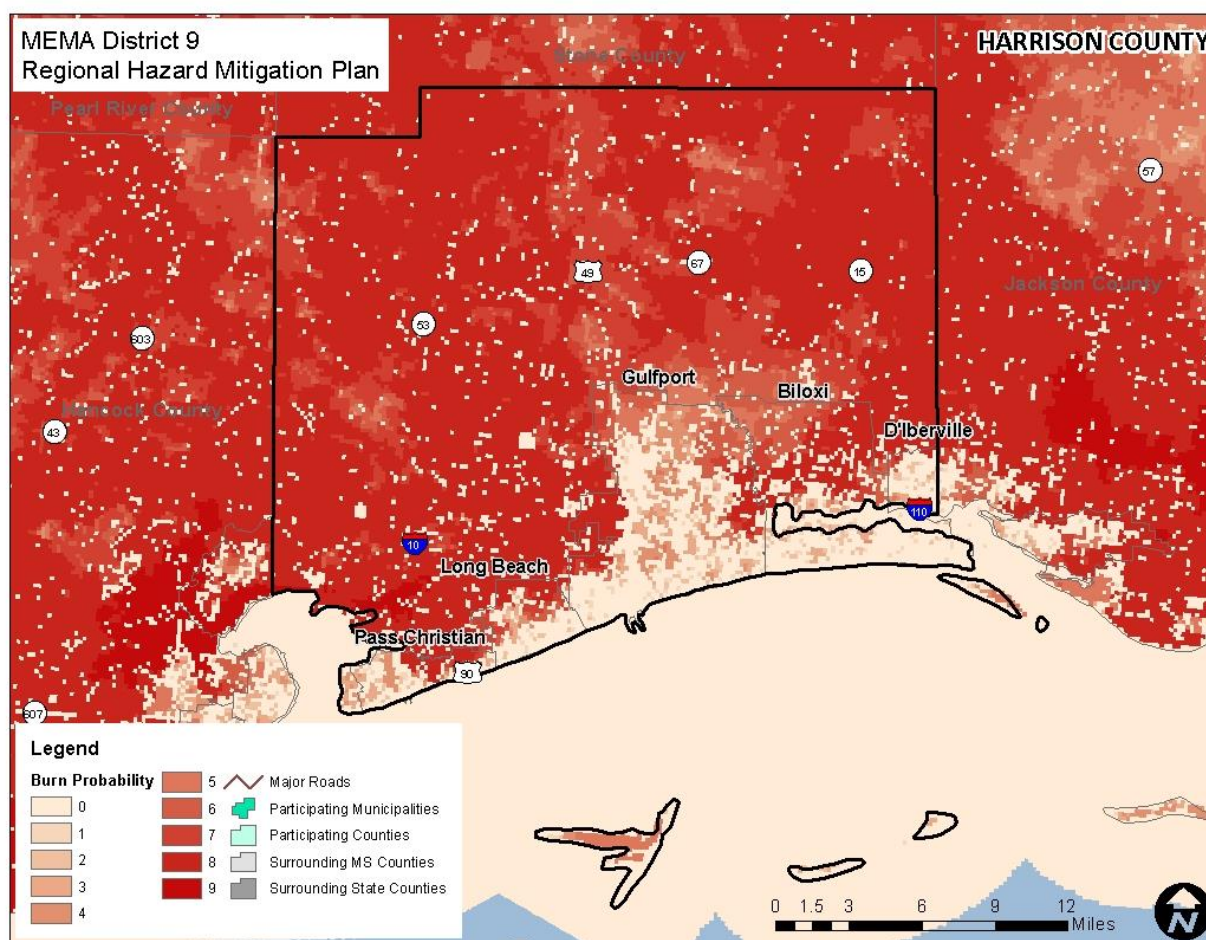 MEMA District 9
Regional Hazard Mitigation Plan
HARRISON COUNTY
Stone County
Pearl River County
57
49
67
15
Jackson County
53
603
Hancock County
43
Gulfport
Biloxi
D'Iberville
110
10
Long Beach
Pass Christian
90
607
Legend
Burn Probability
0
1
2
3
4
5
6
7
8
9
Major Roads
Participating Municipalities
Participating Counties
Surrounding MS Counties
Surrounding State Counties
0 1.5 3 6 9 12
Miles
N